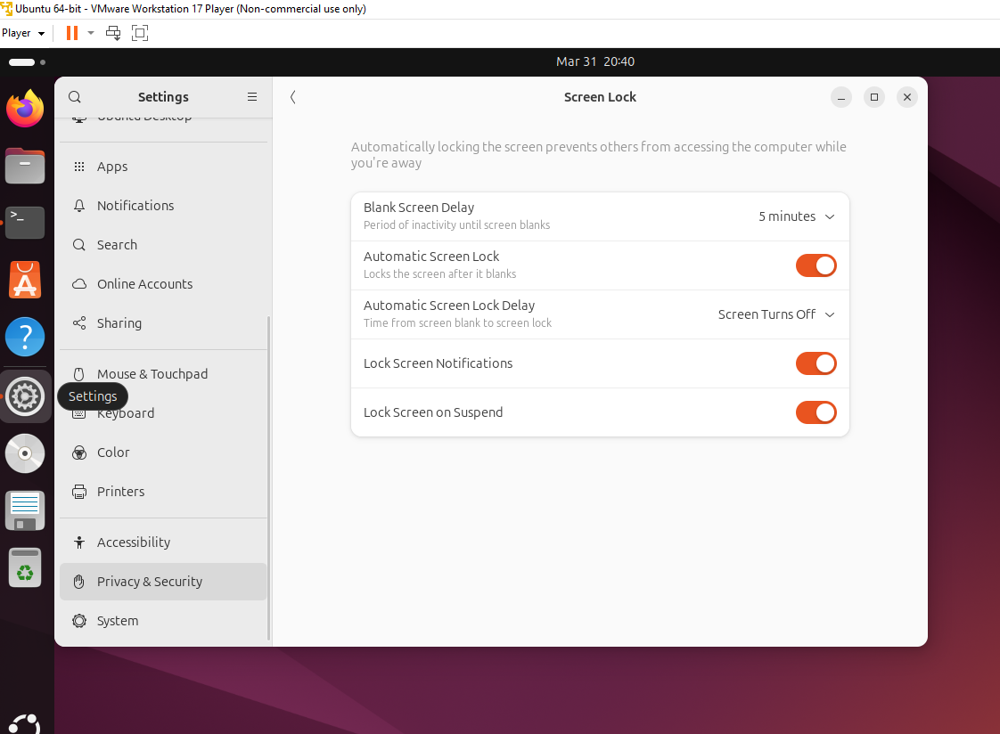 Ubuntu 64-bit - VMware Workstation 17 Player (Non-commercial use only)
Player
Mar 31 20:40
Settings
Screen Lock
Ubuntu Desktop
Apps
Notifications
Search
Online Accounts
Sharing
Mouse & Touchpad
Settings
Keyboard
Color
Printers
Accessibility
Privacy & Security
System
Automatically locking the screen prevents others from accessing the computer while
you're away
Blank Screen Delay
Period of inactivity until screen blanks
5 minutes
Automatic Screen Lock
Locks the screen after it blanks
Automatic Screen Lock Delay
Time from screen blank to screen lock
Screen Turns Off
Lock Screen Notifications
Lock Screen on Suspend